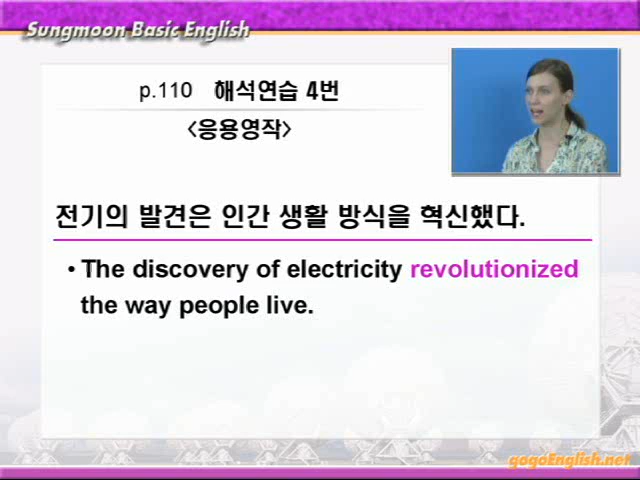 Sungmoon Basic English
p.110 해석연습 4번
<응용영작>
전기의 발견은 인간 생활 방식을 혁신했다.
• The discovery of electricity revolutionized
the way people live.
gogoEnglish.net